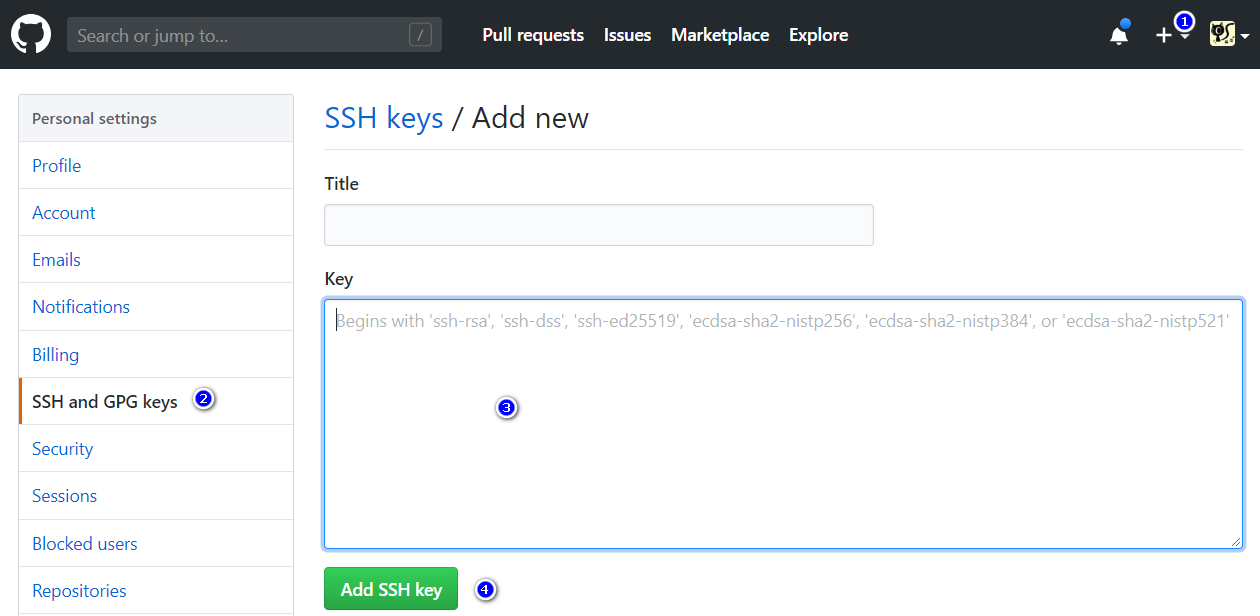 Search or jump to... /
Pull requests Issues Marketplace Explore
1
Personal settings
Profile
Account
Emails
Notifications
Billing
SSH and GPG keys 2
Security
Sessions
Blocked users
Repositories
SSH keys / Add new
Title
Key
Begins with 'ssh-rsa', 'ssh-dss', 'ssh-ed25519', 'ecdsa-sha2-nistp256', 'ecdsa-sha2-nistp384', or 'ecdsa-sha2-nistp521'
3
Add SSH key 4